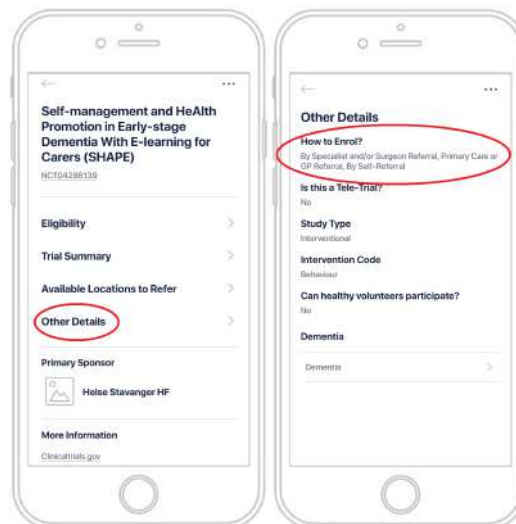 Self-management and HeAlth
Promotion in Early-stage
Dementia With E-learning for
Carers (SHAPE)
NCT04286139
Eligibility
Trial Summary
Available Locations to Refer
Other Details
Primary Sponsor
Helse Stavanger HF
More Information
Clinicaltrials.gov
Other Details
How to Enrol?
By Specialist and/or Surgeon Referral, Primary Care or
GP Referral, By Self-Referral
Is this a Tele-Trial?
No
Study Type
Interventional
Intervention Code
Behaviour
Can healthy volunteers participate?
No
Dementia
Dementia